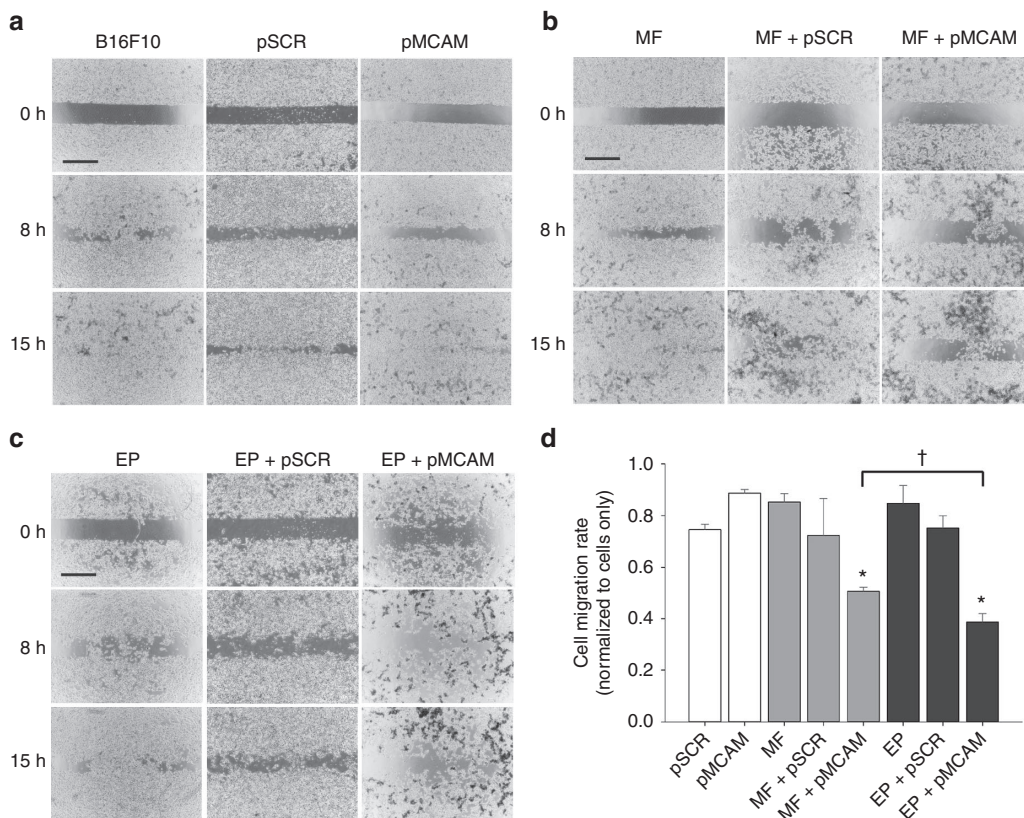 a
B16F10 pSCR pMCAM
0 h
8 h
15 h
b
MF MF + pSCR MF + pMCAM
0 h
8 h
15 h
c
EP EP + pSCR EP + pMCAM
0 h
8 h
15 h
d
Cell migration rate
(normalized to cells only)
1.0
0.8
0.6
0.4
0.2
0.0
†
*
*
pSCR
pMCAM
MF
MF + pSCR
MF + pMCAM
EP
EP + pSCR
EP + pMCAM